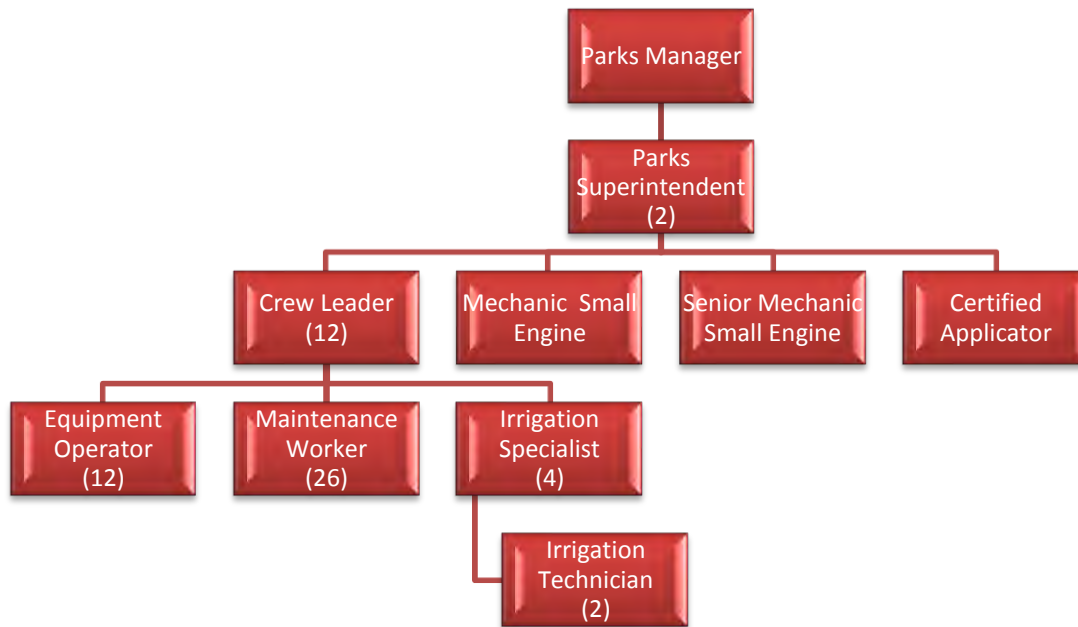 Parks Manager
Parks
Superintendent
(2)
Crew Leader
(12)
Mechanic Small
Engine
Senior Mechanic
Small Engine
Certified
Applicator
Equipment
Operator
(12)
Maintenance
Worker
(26)
Irrigation
Specialist
(4)
Irrigation
Technician
(2)